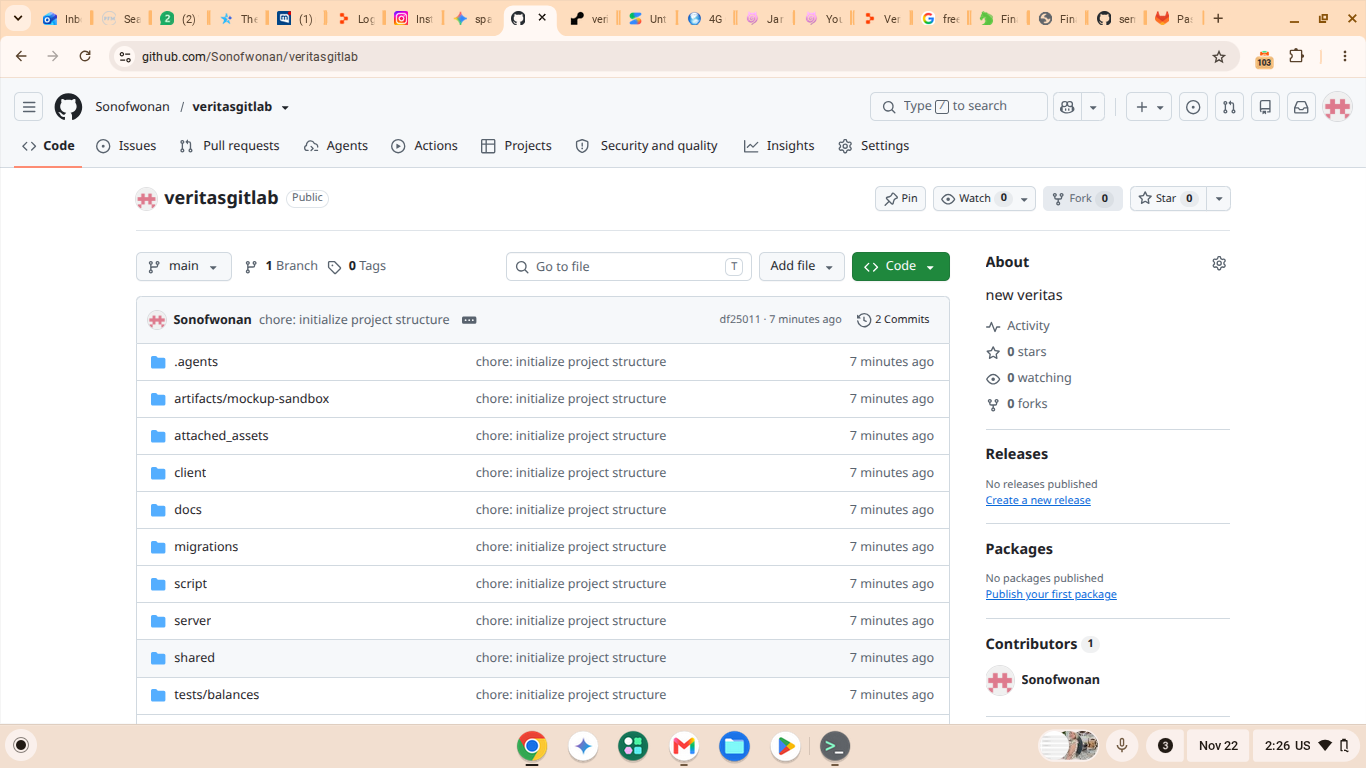 Inb
Sea
(2)
The
(1)
Log
Inst
spa
veri
Unt
4G
Jar
You
Ver
free
Fin
Fin
sen
Pa
github.com/Sonofwonan/veritasgitlab
103
Sonofwonan / veritasgitlab
Type / to search
Code
Issues
Pull requests
Agents
Actions
Projects
Security and quality
Insights
Settings
veritasgitlab Public
Pin
Watch 0
Fork 0
Star 0
main
1 Branch
0 Tags
Go to file T
Add file
Code
Sonofwonan chore: initialize project structure
df25011 · 7 minutes ago
2 Commits
.agents chore: initialize project structure 7 minutes ago
artifacts/mockup-sandbox chore: initialize project structure 7 minutes ago
attached_assets chore: initialize project structure 7 minutes ago
client chore: initialize project structure 7 minutes ago
docs chore: initialize project structure 7 minutes ago
migrations chore: initialize project structure 7 minutes ago
script chore: initialize project structure 7 minutes ago
server chore: initialize project structure 7 minutes ago
shared chore: initialize project structure 7 minutes ago
tests/balances chore: initialize project structure 7 minutes ago
About
new veritas
Activity
0 stars
0 watching
0 forks
Releases
No releases published
Create a new release
Packages
No packages published
Publish your first package
Contributors 1
Sonofwonan
3
Nov 22
2:26 US